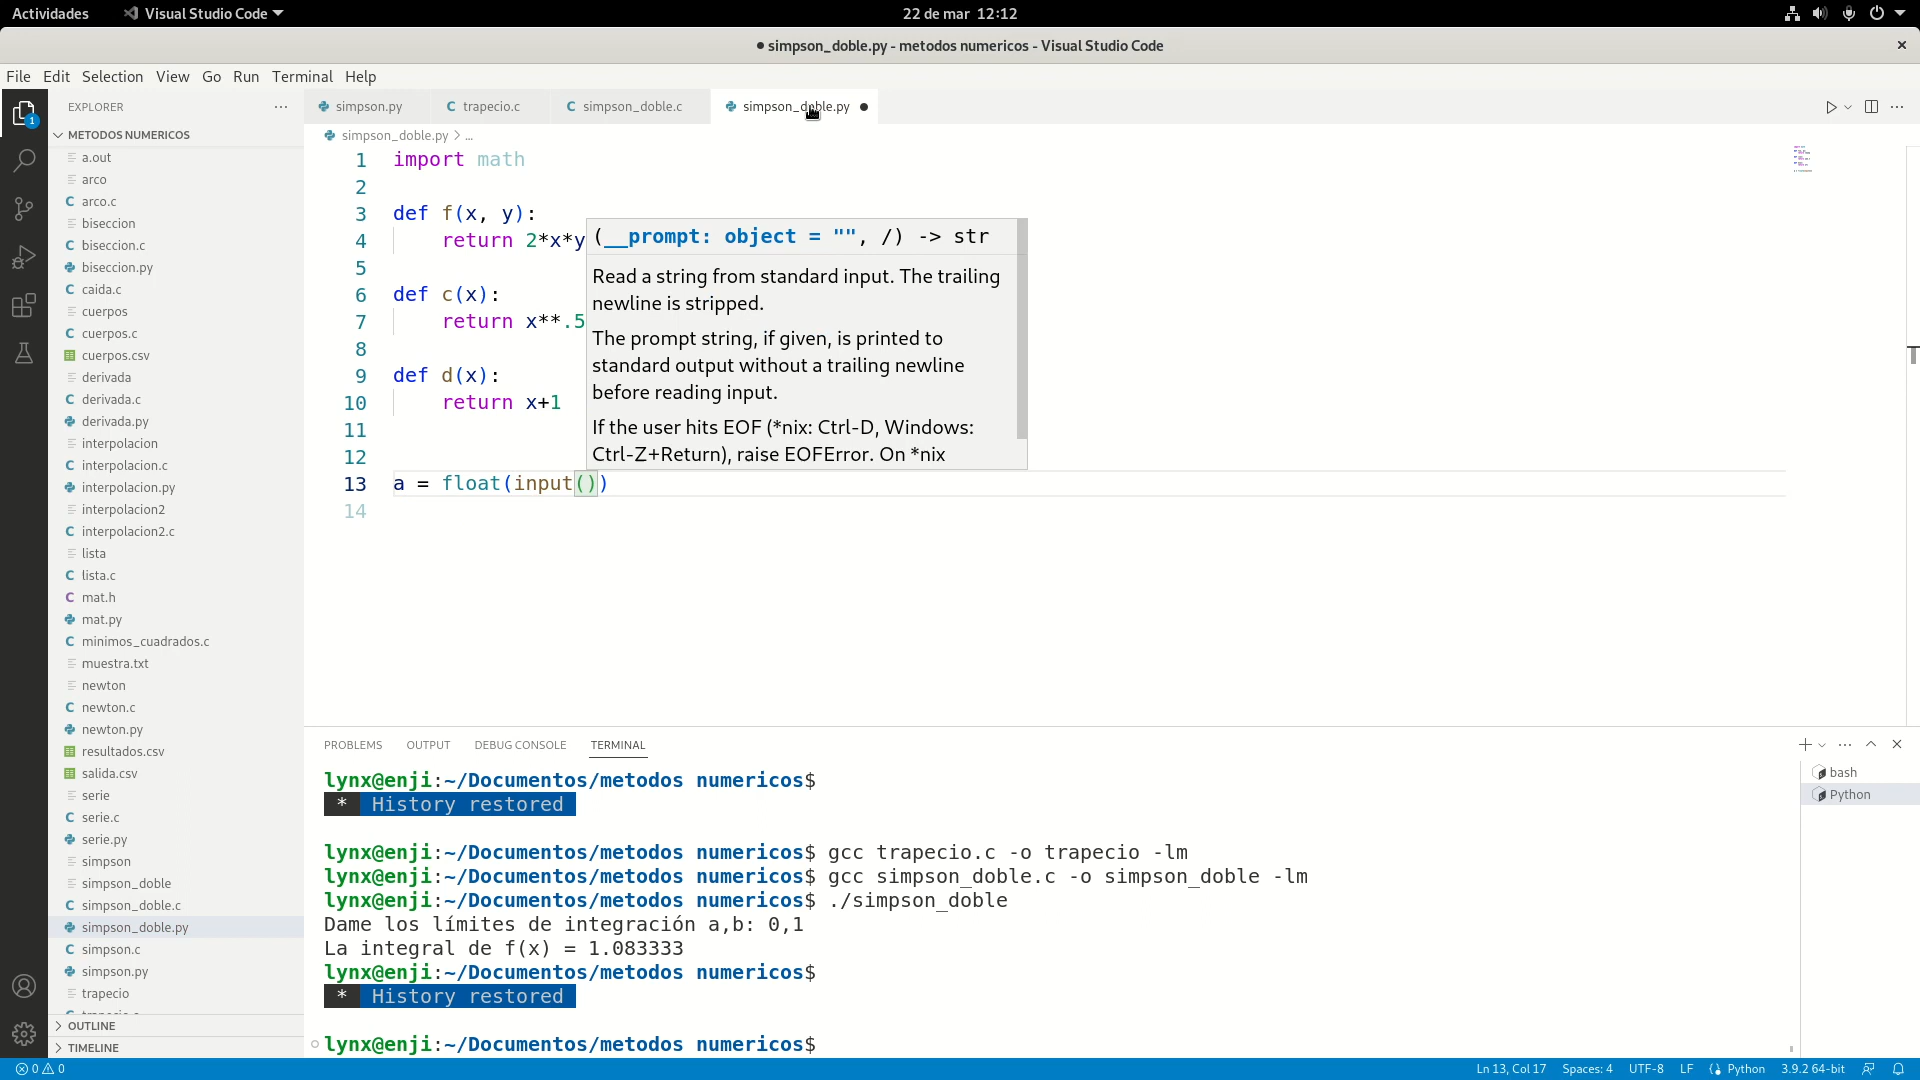 Actividades Visual Studio Code 22 de mar 12:12
● simpson_doble.py - metodos numericos - Visual Studio Code
File Edit Selection View Go Run Terminal Help
EXPLORER
METODOS NUMERICOS
a.out
arco
arco.c
biseccion
biseccion.c
biseccion.py
caida.c
cuerpos
cuerpos.c
cuerpos.csv
derivada
derivada.c
derivada.py
interpolacion
interpolacion.c
interpolacion.py
interpolacion2
interpolacion2.c
lista
lista.c
mat.h
mat.py
minimos_cuadrados.c
muestra.txt
newton
newton.c
newton.py
resultados.csv
salida.csv
serie
serie.c
serie.py
simpson
simpson_doble
simpson_doble.c
simpson_doble.py
simpson.c
simpson.py
trapecio
OUTLINE
TIMELINE
simpson.py trapecio.c simpson_doble.c simpson_doble.py
simpson_doble.py > ...
1 import math
2
3 def f(x, y):
4 return 2*x*y
5
6 def c(x):
7 return x**.5
8
9 def d(x):
10 return x+1
11
12
13 a = float(input())
14
(__prompt: object = "", /) -> str
Read a string from standard input. The trailing
newline is stripped.
The prompt string, if given, is printed to
standard output without a trailing newline
before reading input.
If the user hits EOF (*nix: Ctrl-D, Windows:
Ctrl-Z+Return), raise EOFError. On *nix
PROBLEMS OUTPUT DEBUG CONSOLE TERMINAL
lynx@enji:~/Documentos/metodos numericos$
* History restored
lynx@enji:~/Documentos/metodos numericos$ gcc trapecio.c -o trapecio -lm
lynx@enji:~/Documentos/metodos numericos$ gcc simpson_doble.c -o simpson_doble -lm
lynx@enji:~/Documentos/metodos numericos$ ./simpson_doble
Dame los límites de integración a,b: 0,1
La integral de f(x) = 1.083333
lynx@enji:~/Documentos/metodos numericos$
* History restored
lynx@enji:~/Documentos/metodos numericos$
bash
Python
0 0 Ln 13, Col 17 Spaces: 4 UTF-8 LF Python 3.9.2 64-bit